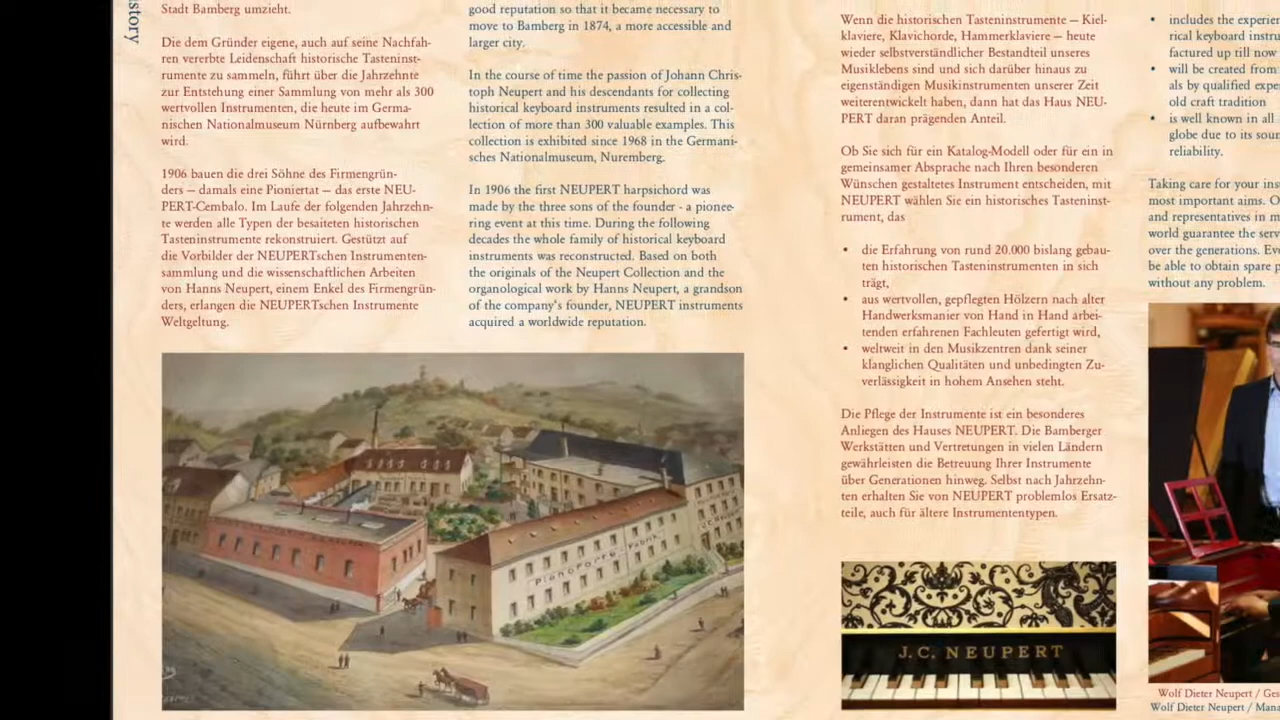 story
Stadt Bamberg umzieht.
Die dem Gründer eigene, auch auf seine Nachfah-
ren vererbte Leidenschaft historische Tasteninst-
rumente zu sammeln, führt über die Jahrzehnte
zur Entstehung einer Sammlung von mehr als 300
wertvollen Instrumenten, die heute im Germa-
nischen Nationalmuseum Nürnberg aufbewahrt
wird.
1906 bauen die drei Söhne des Firmengrün-
ders – damals eine Pioniertat – das erste NEU-
PERT-Cembalo. Im Laufe der folgenden Jahrzehn-
te werden alle Typen der besaiteten historischen
Tasteninstrumente rekonstruiert. Gestützt auf
die Vorbilder der NEUPERTschen Instrumenten-
sammlung und die wissenschaftlichen Arbeiten
von Hanns Neupert, einem Enkel des Firmengrün-
ders, erlangen die NEUPERTschen Instrumente
Weltgeltung.
good reputation so that it became necessary to
move to Bamberg in 1874, a more accessible and
larger city.
In the course of time the passion of Johann Chris-
toph Neupert and his descendants for collecting
historical keyboard instruments resulted in a col-
lection of more than 300 valuable examples. This
collection is exhibited since 1968 in the Germani-
sches Nationalmuseum, Nuremberg.
In 1906 the first NEUPERT harpsichord was
made by the three sons of the founder - a pionee-
ring event at this time. During the following
decades the whole family of historical keyboard
instruments was reconstructed. Based on both
the originals of the Neupert Collection and the
organological work by Hanns Neupert, a grandson
of the company's founder, NEUPERT instruments
acquired a worldwide reputation.
Pianoforte-Fabrik
Wenn die historischen Tasteninstrumente – Kiel-
klaviere, Klavichorde, Hammerklaviere – heute
wieder selbstverständlicher Bestandteil unseres
Musiklebens sind und sich darüber hinaus zu
eigenständigen Musikinstrumenten unserer Zeit
weiterentwickelt haben, dann hat das Haus NEU-
PERT daran prägenden Anteil.
Ob Sie sich für ein Katalog-Modell oder für ein in
gemeinsamer Absprache nach Ihren besonderen
Wünschen gestaltetes Instrument entscheiden, mit
NEUPERT wählen Sie ein historisches Tasteninst-
rument, das
• die Erfahrung von rund 20.000 bislang gebau-
ten historischen Tasteninstrumenten in sich
trägt,
• aus wertvollen, gepflegten Hölzern nach alter
Handwerksmanier von Hand in Hand arbei-
tenden erfahrenen Fachleuten gefertigt wird,
• weltweit in den Musikzentren dank seiner
klanglichen Qualitäten und unbedingten Zu-
verlässigkeit in hohem Ansehen steht.
Die Pflege der Instrumente ist ein besonderes
Anliegen des Hauses NEUPERT. Die Bamberger
Werkstätten und Vertretungen in vielen Ländern
gewährleisten die Betreuung Ihrer Instrumente
über Generationen hinweg. Selbst nach Jahrzehn-
ten erhalten Sie von NEUPERT problemlos Ersatz-
teile, auch für ältere Instrumententypen.
J.C. NEUPERT
• includes the experien
rical keyboard instru
factured up till now
• will be created from
als by qualified expe
old craft tradition
• is well known in all
globe due to its soun
reliability.
Taking care for your ins
most important aims. O
and representatives in m
world guarantee the serv
over the generations. Eve
be able to obtain spare p
without any problem.
Wolf Dieter Neupert / Ges
Wolf Dieter Neupert / Mana